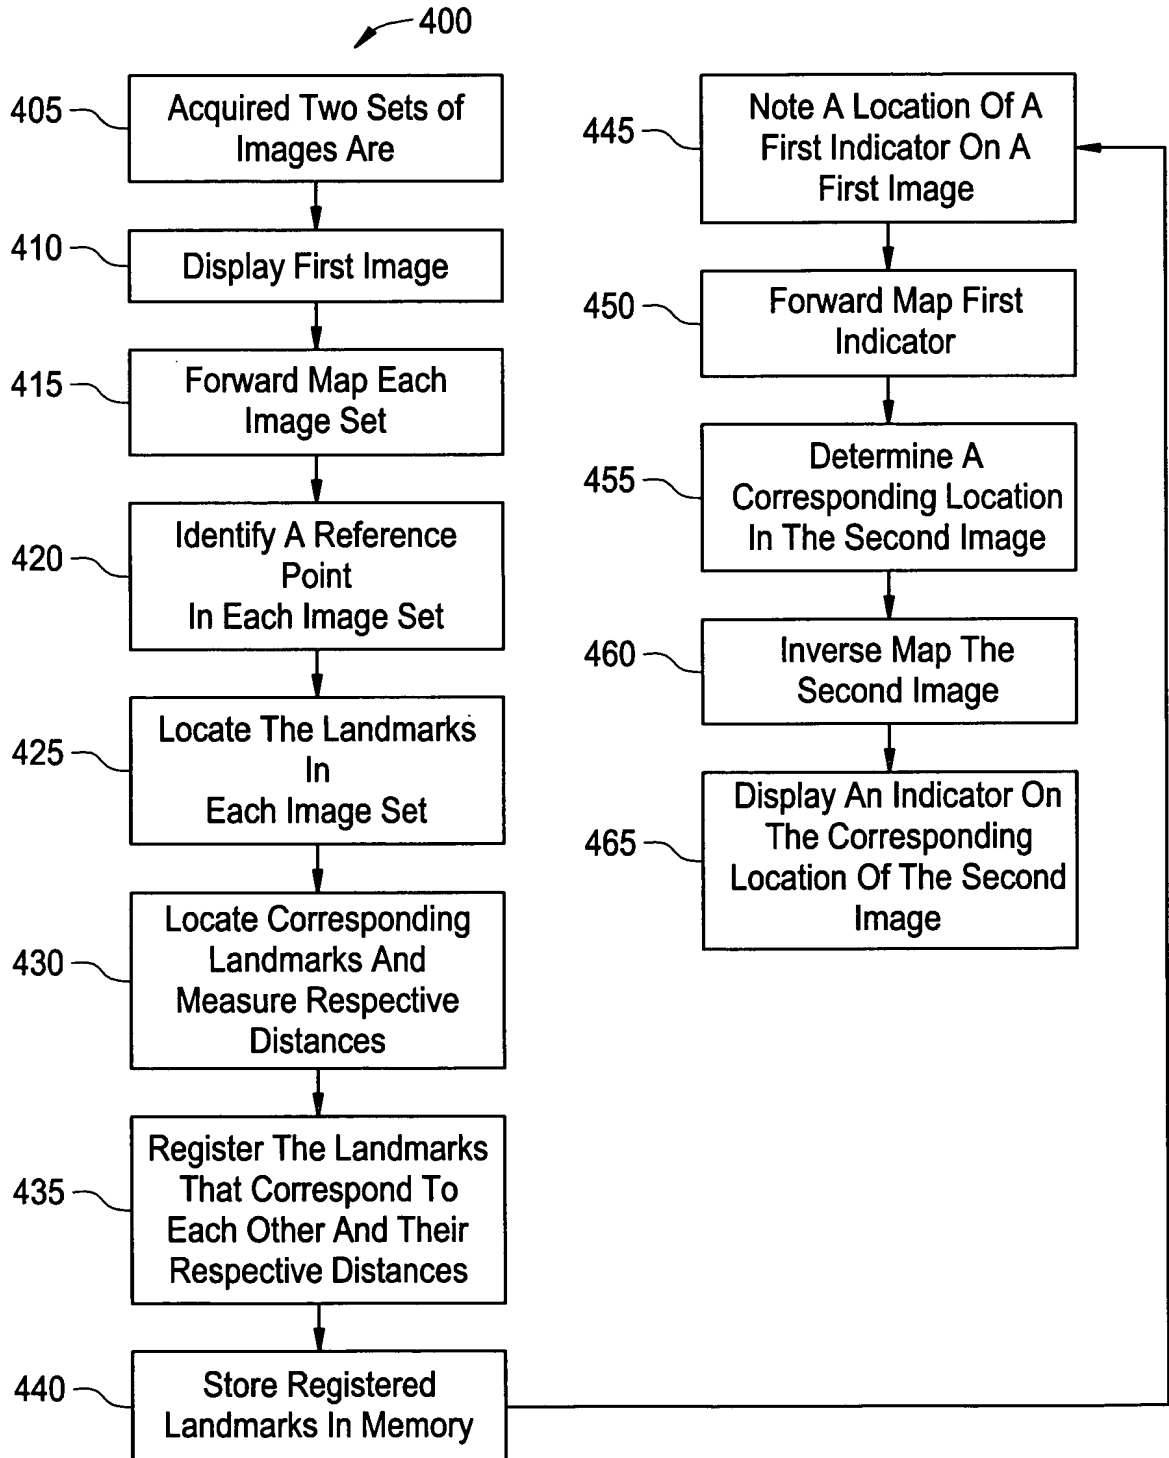 400
405
Acquired Two Sets of
Images Are
410
Display First Image
415
Forward Map Each
Image Set
420
Identify A Reference
Point
In Each Image Set
425
Locate The Landmarks
In
Each Image Set
430
Locate Corresponding
Landmarks And
Measure Respective
Distances
435
Register The Landmarks
That Correspond To
Each Other And Their
Respective Distances
440
Store Registered
Landmarks In Memory
445
Note A Location Of A
First Indicator On A
First Image
450
Forward Map First
Indicator
455
Determine A
Corresponding Location
In The Second Image
460
Inverse Map The
Second Image
465
Display An Indicator On
The Corresponding
Location Of The Second
Image